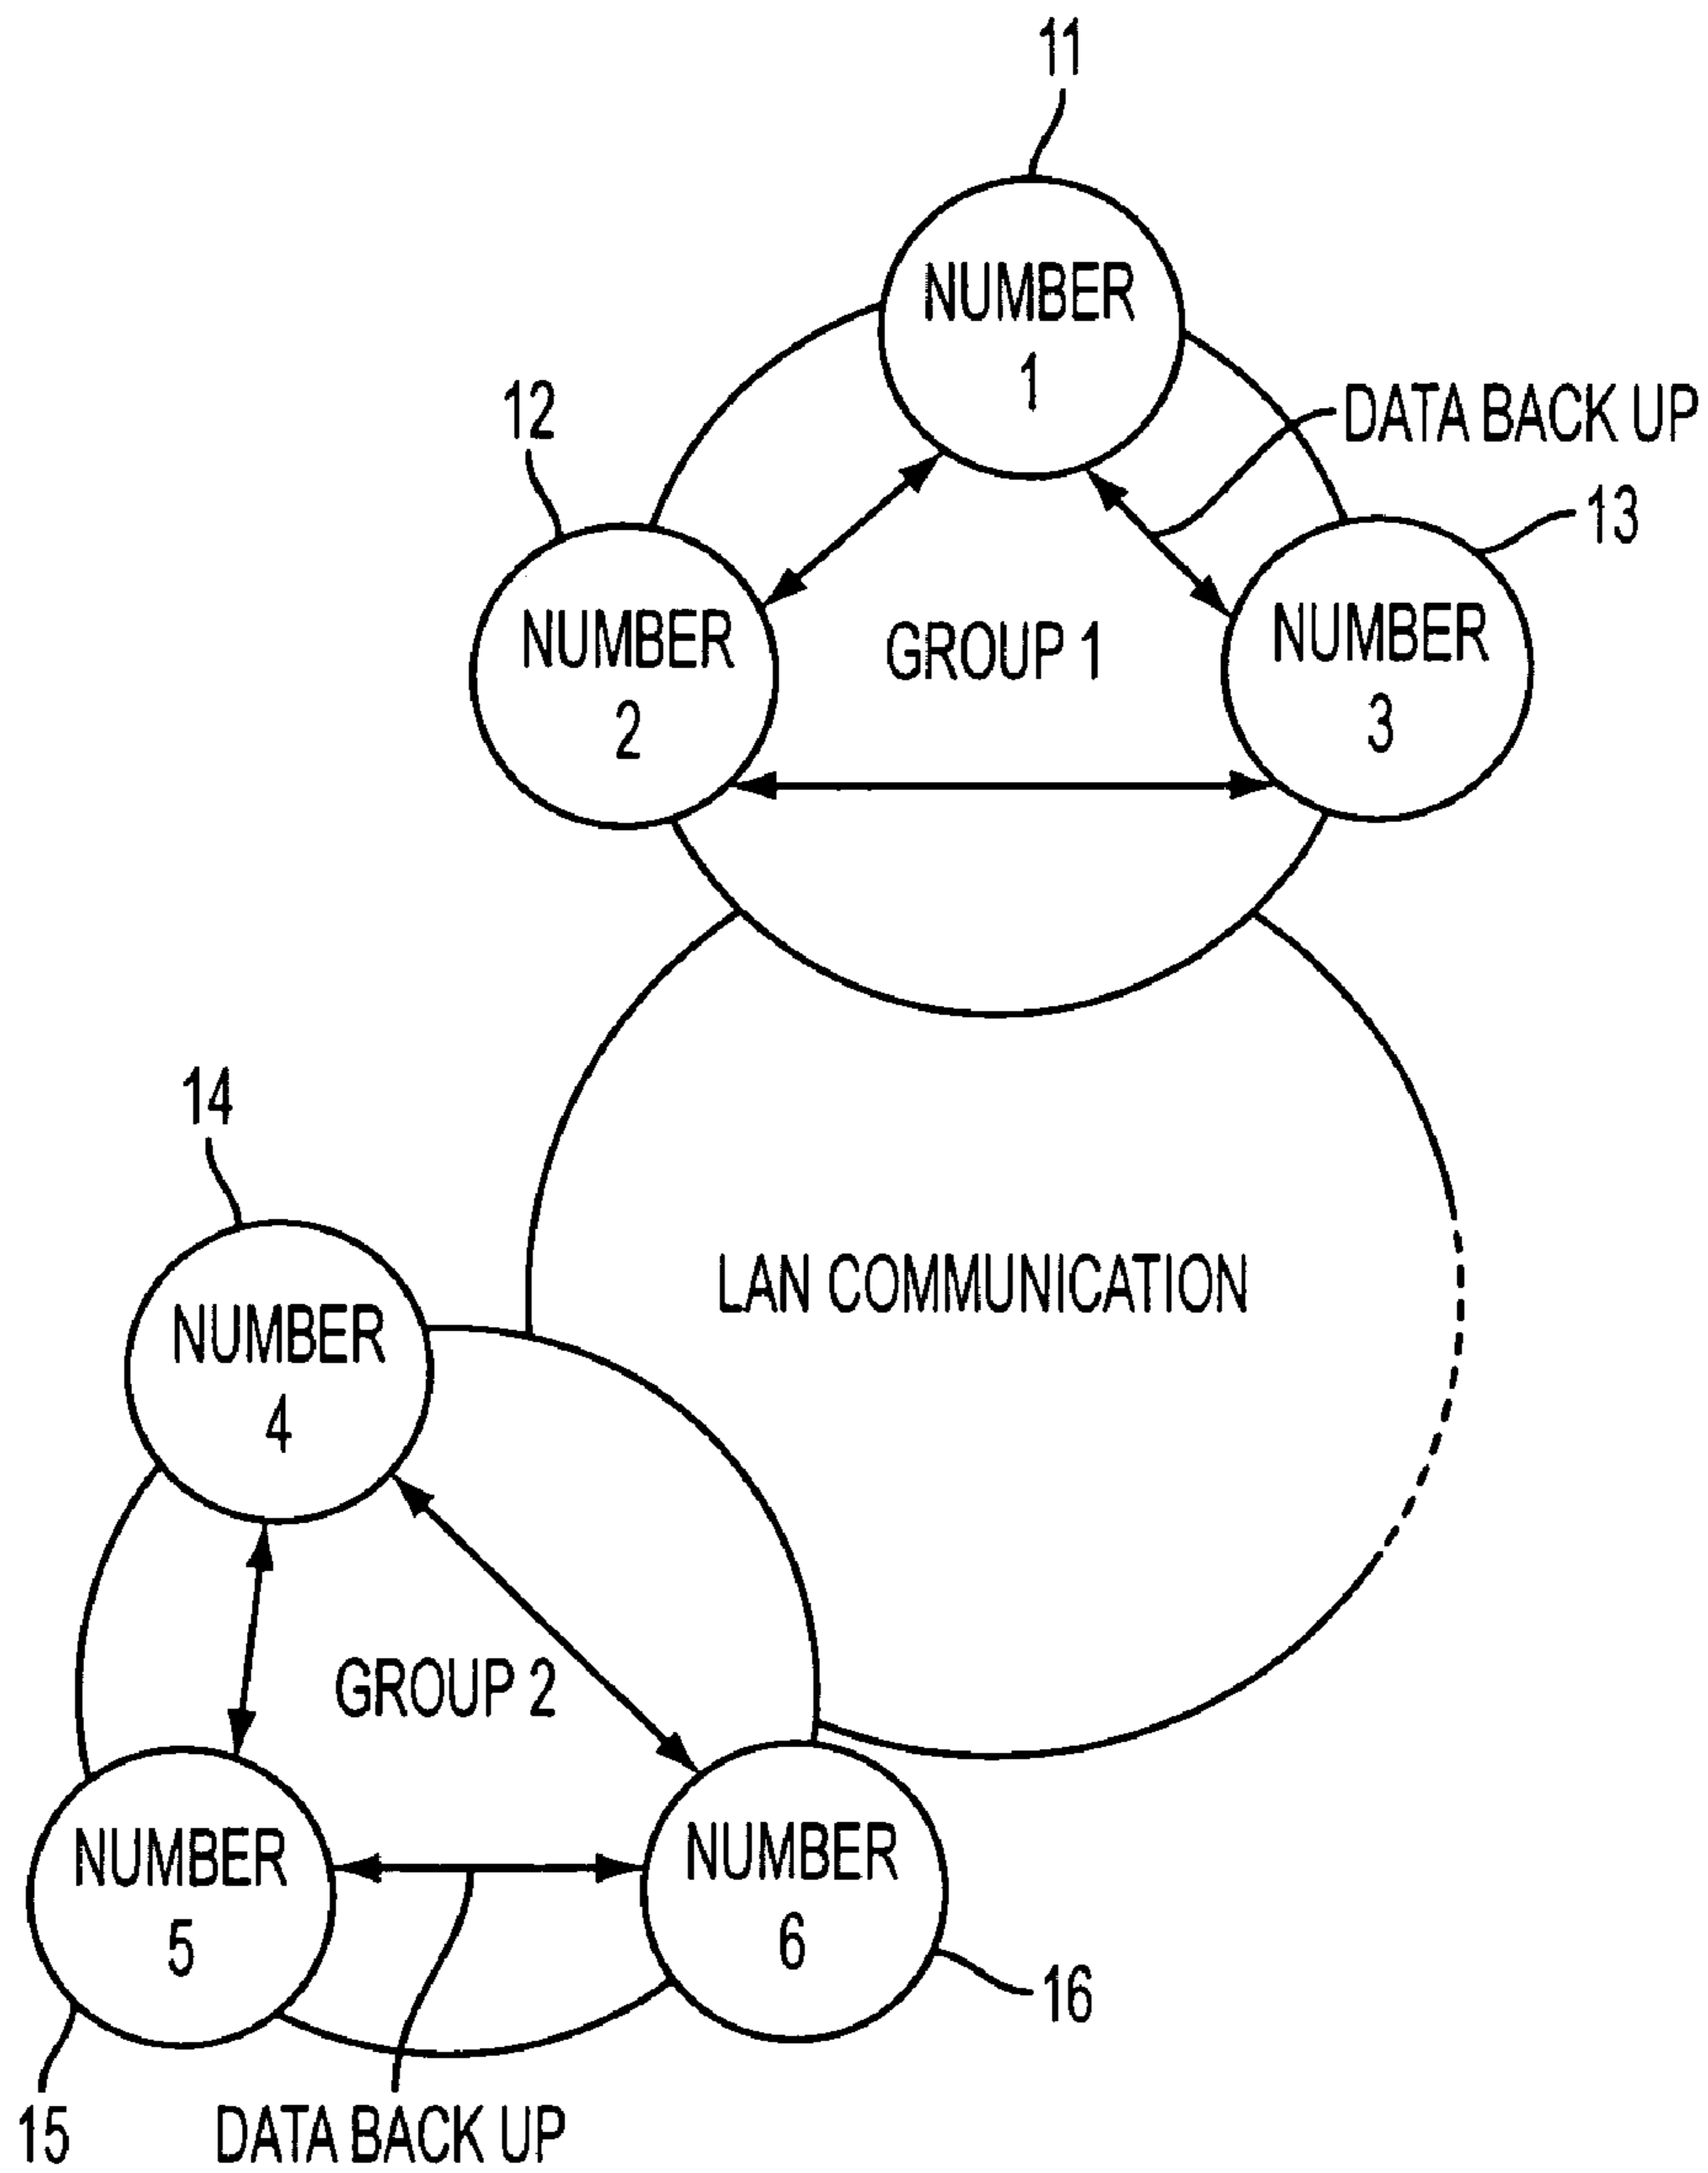 11
NUMBER
1
12
DATA BACK UP
13
NUMBER
2
GROUP 1
NUMBER
3
14
LAN COMMUNICATION
NUMBER
4
GROUP 2
NUMBER
5
NUMBER
6
16
15
DATA BACK UP